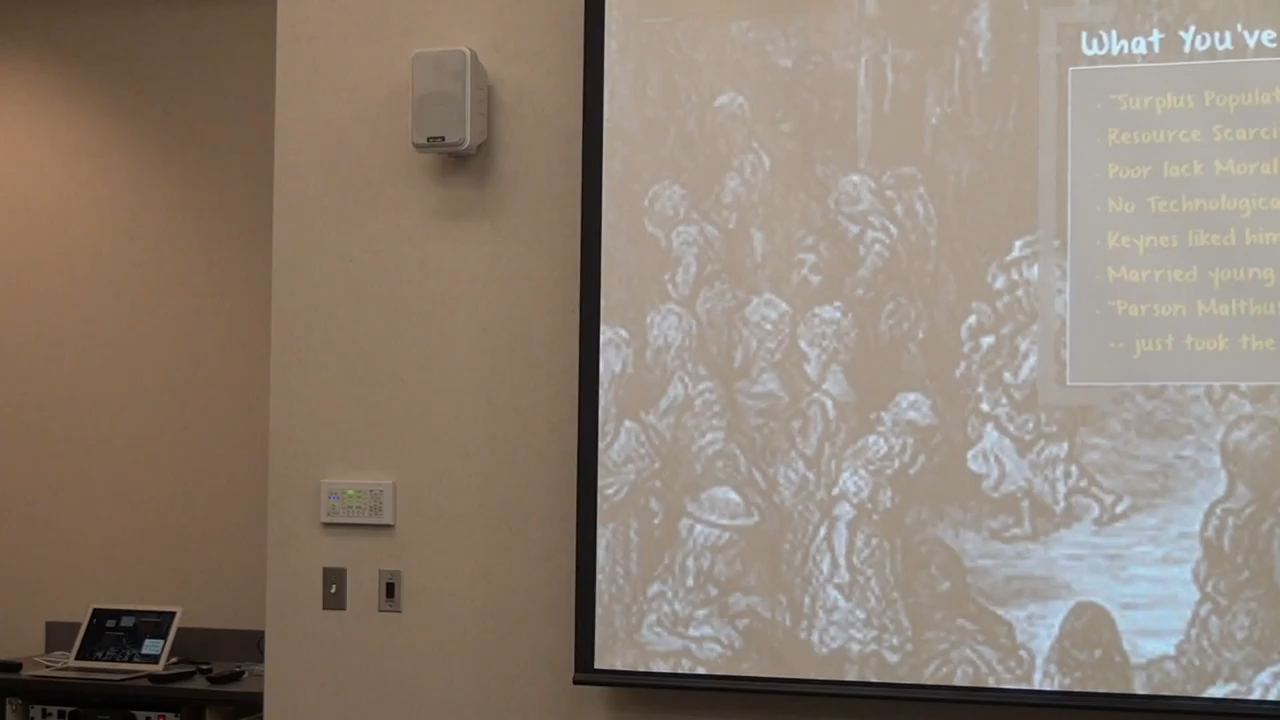 What You've
· "Surplus Populat
· Resource Scarci
· Poor lack Moral
· No Technologica
· Keynes liked him
· Married young
· "Parson Malthu
-- just took the